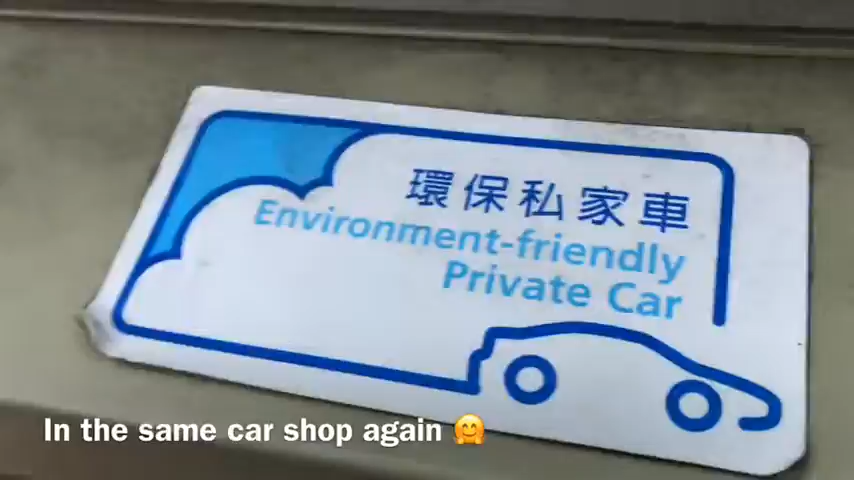 環保私家車
Environment-friendly
Private Car
In the same car shop again 🤗